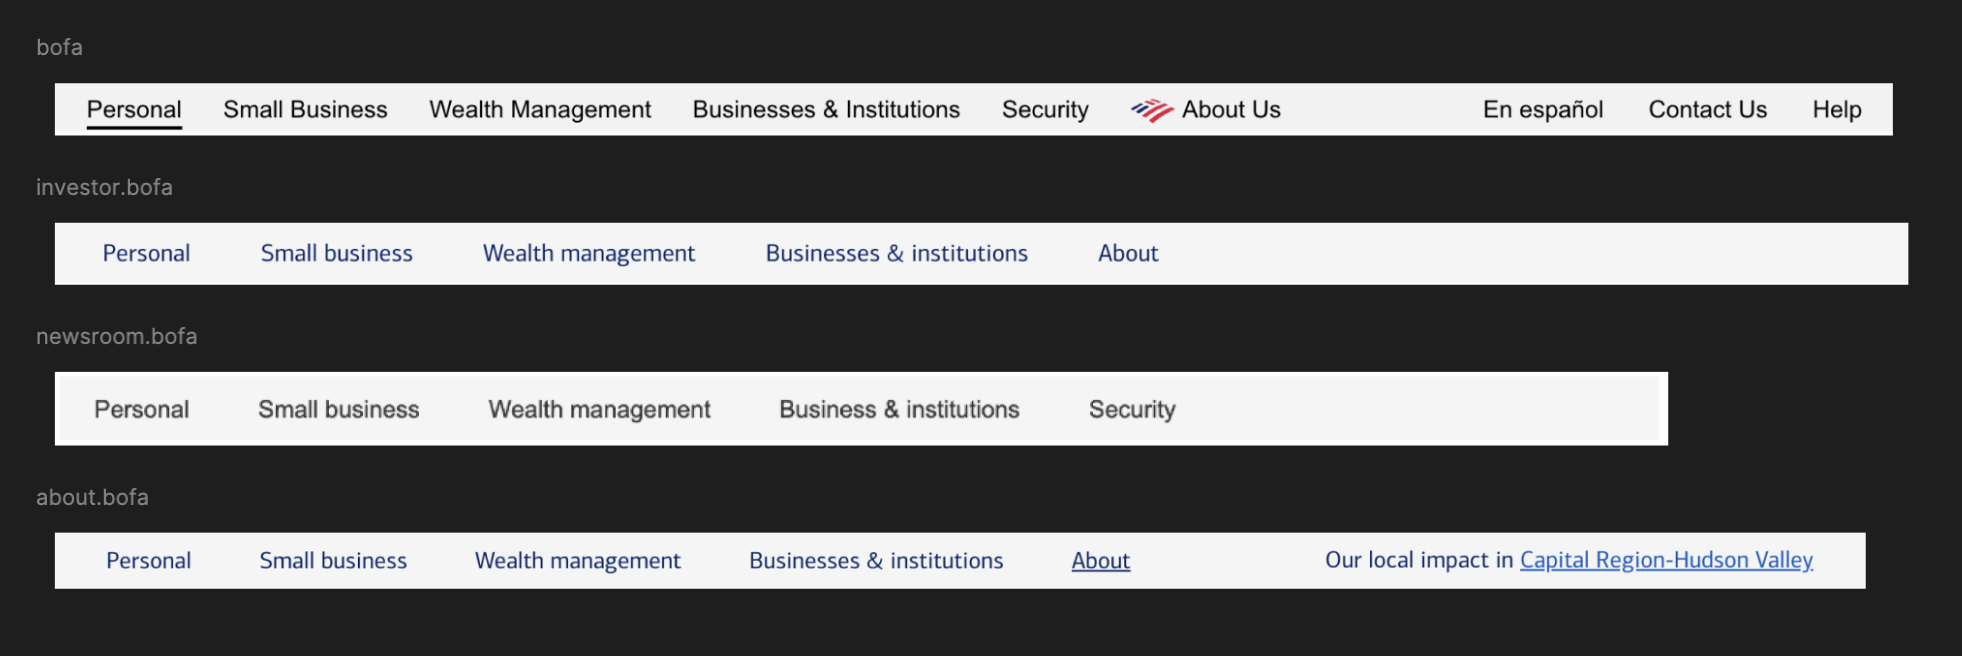 bofa
Personal Small Business Wealth Management Businesses & Institutions Security About Us En español Contact Us Help
investor.bofa
Personal Small business Wealth management Businesses & institutions About
newsroom.bofa
Personal Small business Wealth management Business & institutions Security
about.bofa
Personal Small business Wealth management Businesses & institutions About Our local impact in Capital Region-Hudson Valley